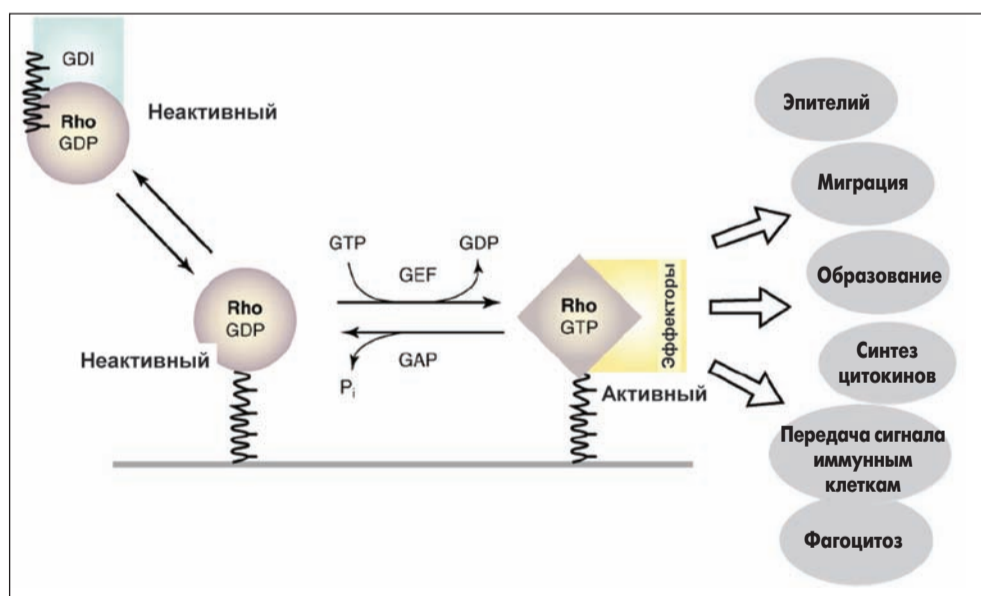 GDI
Rho
GDP
Неактивный
Rho
GDP
Неактивный
GTP
GDP
GEF
GAP
Pi
Rho
GTP
Эффекторы
Активный
Эпителий
Миграция
Образование
Синтез
цитокинов
Передача сигнала
иммунным
клеткам
Фагоцитоз